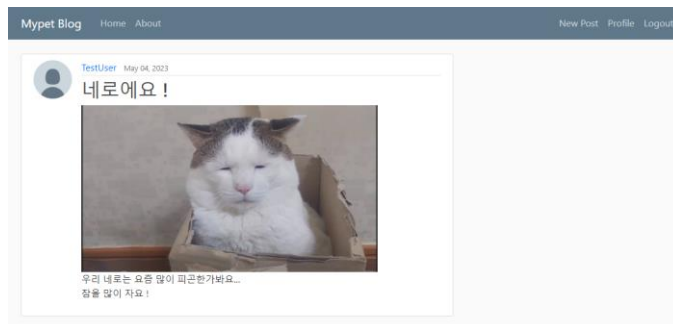 Mypet Blog Home About New Post Profile Logout
TestUser May 04, 2023
네로에요 !
우리 네로는 요즘 많이 피곤한가봐요...
잠을 많이 자요 !